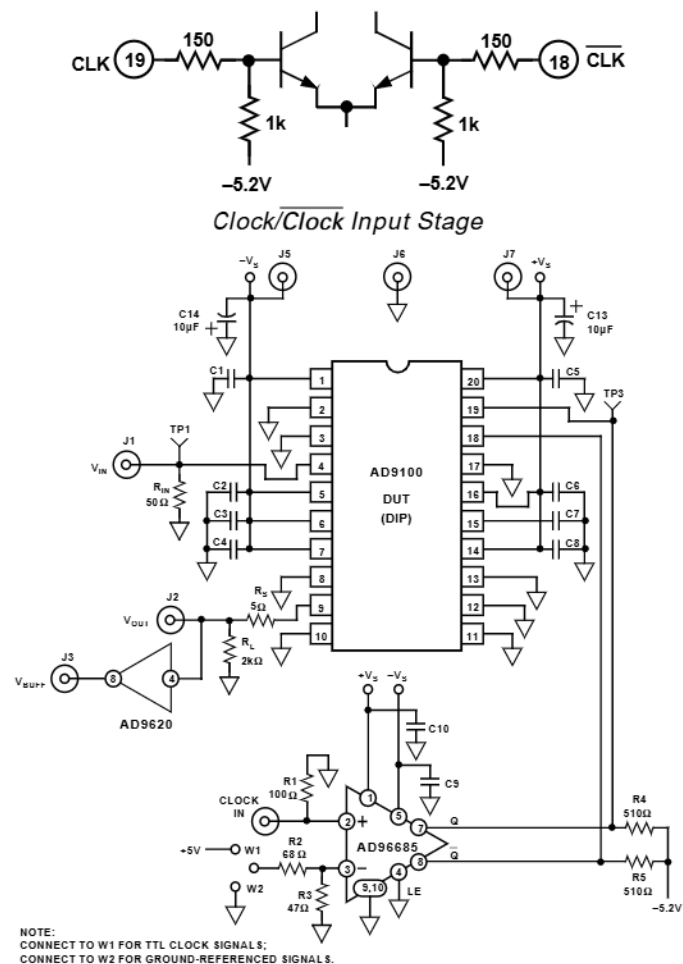 CLK 19 150 150 18 CLK
1k 1k
–5.2V –5.2V
Clock/Clock Input Stage
–VS J5 J6 J7 +VS
C14
10µF
+
+
C13
10µF
C1 1 20 C5
2 19 TP3
TP1 3 18
J1
VIN 4 17
AD9100
DUT
(DIP)
RIN
50Ω
C2 5 16 C6
C3 6 15 C7
C4 7 14 C8
8 13
J2 RS
5Ω
VOUT 9 12
10 11
RL
2kΩ
J3
VBUFF 8 4
AD9620
+VS –VS
C10
C9
R1
100Ω
1 5
CLOCK
IN
2 + 7 Q R4
510Ω
AD96685
+5V W1 R2
68Ω
3 – 8 Q
W2 R3
47Ω
9,10 4 LE R5
510Ω
–5.2V
NOTE:
CONNECT TO W1 FOR TTL CLOCK SIGNALS;
CONNECT TO W2 FOR GROUND-REFERENCED SIGNALS.